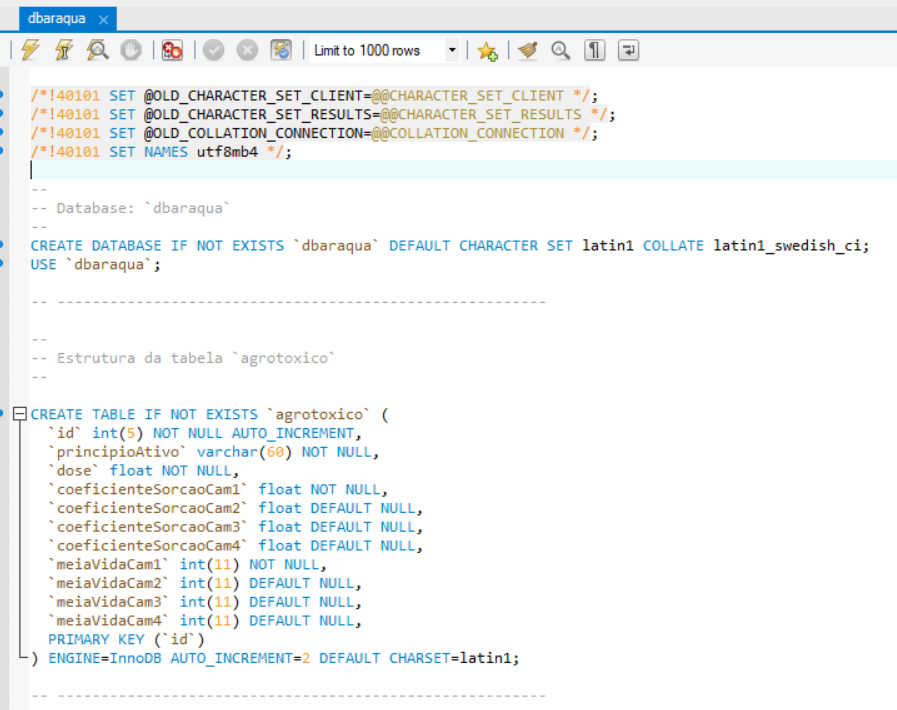 dbaraqua
Limit to 1000 rows
/*!40101 SET @OLD_CHARACTER_SET_CLIENT=@@CHARACTER_SET_CLIENT */;
/*!40101 SET @OLD_CHARACTER_SET_RESULTS=@@CHARACTER_SET_RESULTS */;
/*!40101 SET @OLD_COLLATION_CONNECTION=@@COLLATION_CONNECTION */;
/*!40101 SET NAMES utf8mb4 */;
--
-- Database: `dbaraqua`
--
CREATE DATABASE IF NOT EXISTS `dbaraqua` DEFAULT CHARACTER SET latin1 COLLATE latin1_swedish_ci;
USE `dbaraqua`;
-- --------------------------------------------------------
--
-- Estrutura da tabela `agrotoxico`
--
CREATE TABLE IF NOT EXISTS `agrotoxico` (
`id` int(5) NOT NULL AUTO_INCREMENT,
`principioAtivo` varchar(60) NOT NULL,
`dose` float NOT NULL,
`coeficienteSorcaoCam1` float NOT NULL,
`coeficienteSorcaoCam2` float DEFAULT NULL,
`coeficienteSorcaoCam3` float DEFAULT NULL,
`coeficienteSorcaoCam4` float DEFAULT NULL,
`meiaVidaCam1` int(11) NOT NULL,
`meiaVidaCam2` int(11) DEFAULT NULL,
`meiaVidaCam3` int(11) DEFAULT NULL,
`meiaVidaCam4` int(11) DEFAULT NULL,
PRIMARY KEY (`id`)
) ENGINE=InnoDB AUTO_INCREMENT=2 DEFAULT CHARSET=latin1;
-- --------------------------------------------------------